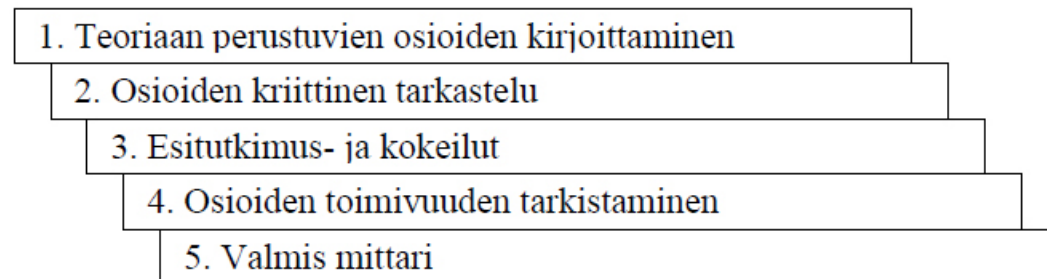 1. Teoriaan perustuvien osioiden kirjoittaminen
2. Osioiden kriittinen tarkastelu
3. Esitutkimus- ja kokeilut
4. Osioiden toimivuuden tarkistaminen
5. Valmis mittari